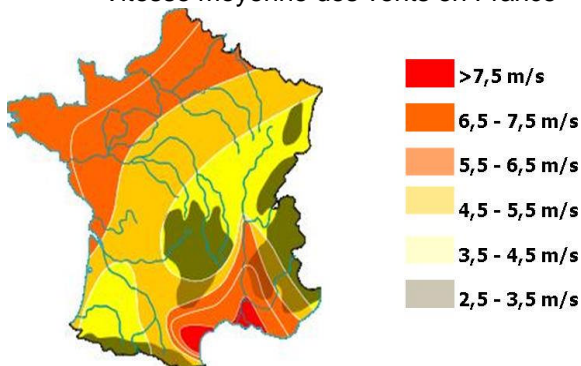 Vitesse moyenne des vents en France
>7,5 m/s
6,5 - 7,5 m/s
5,5 - 6,5 m/s
4,5 - 5,5 m/s
3,5 - 4,5 m/s
2,5 - 3,5 m/s